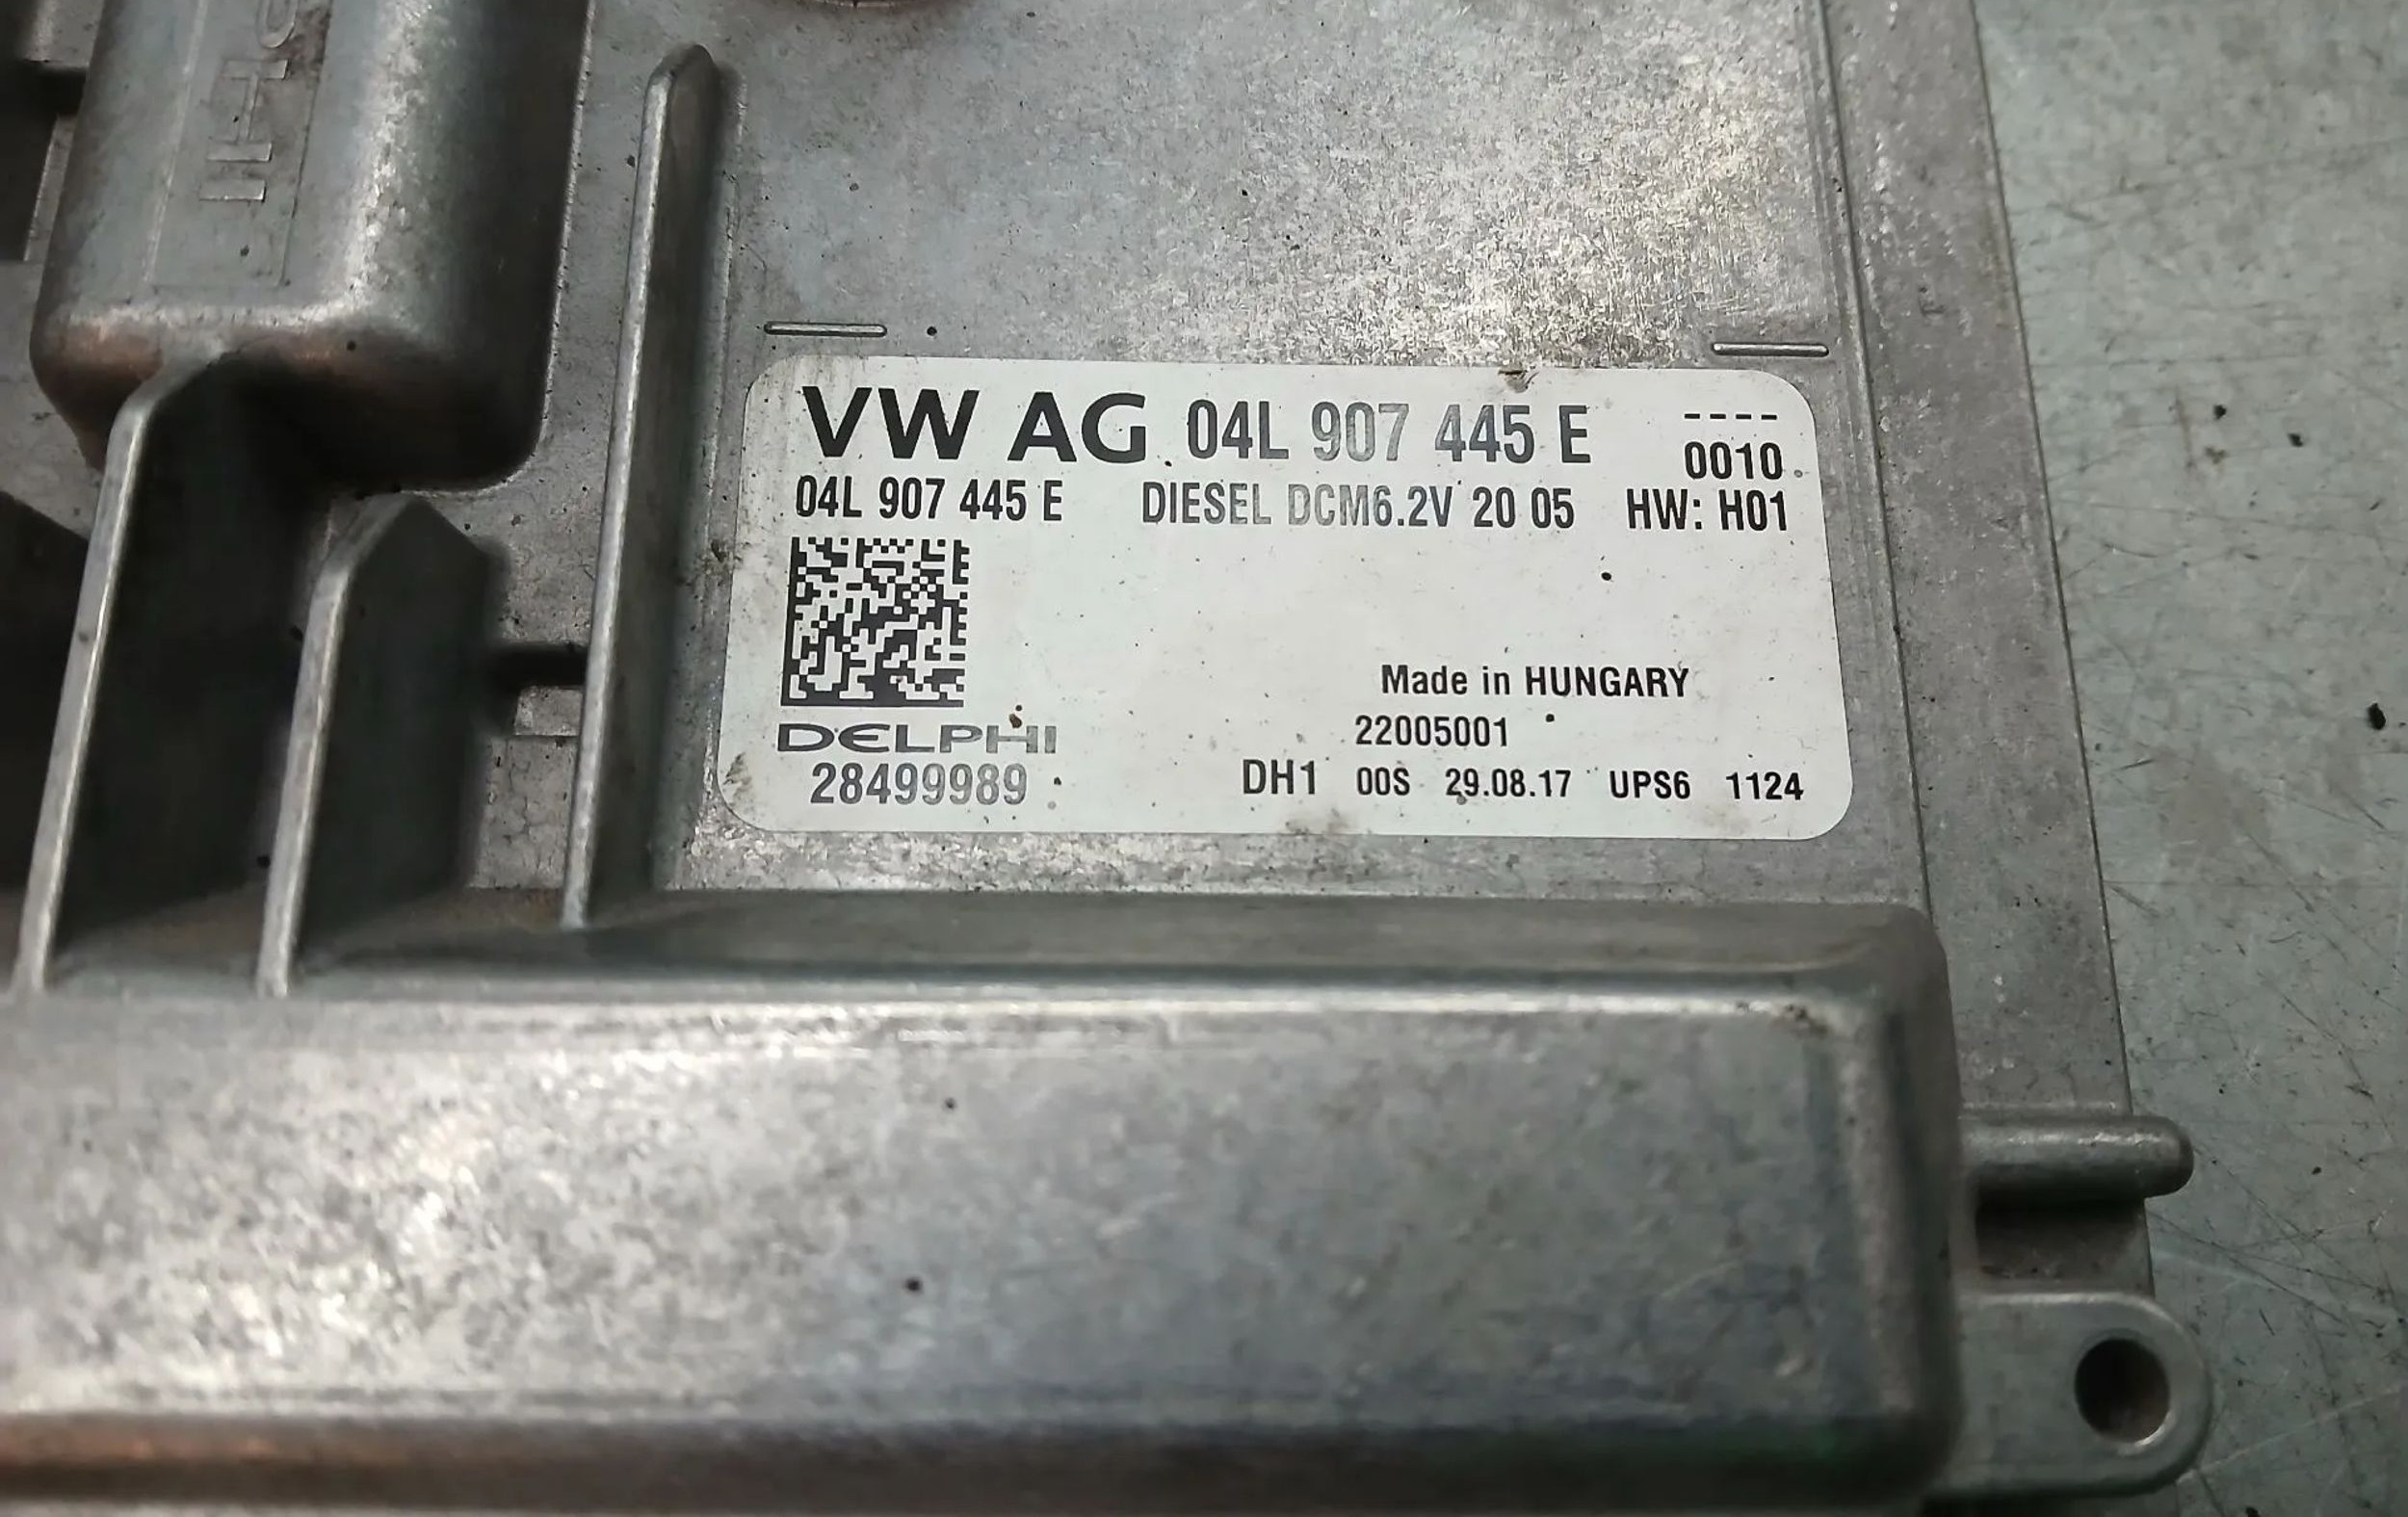 VW AG 04L 907 445 E ----
0010
04L 907 445 E DIESEL DCM6.2V 20 05 HW: H01
Made in HUNGARY
DELPHI 22005001
28499989 DH1 00S 29.08.17 UPS6 1124